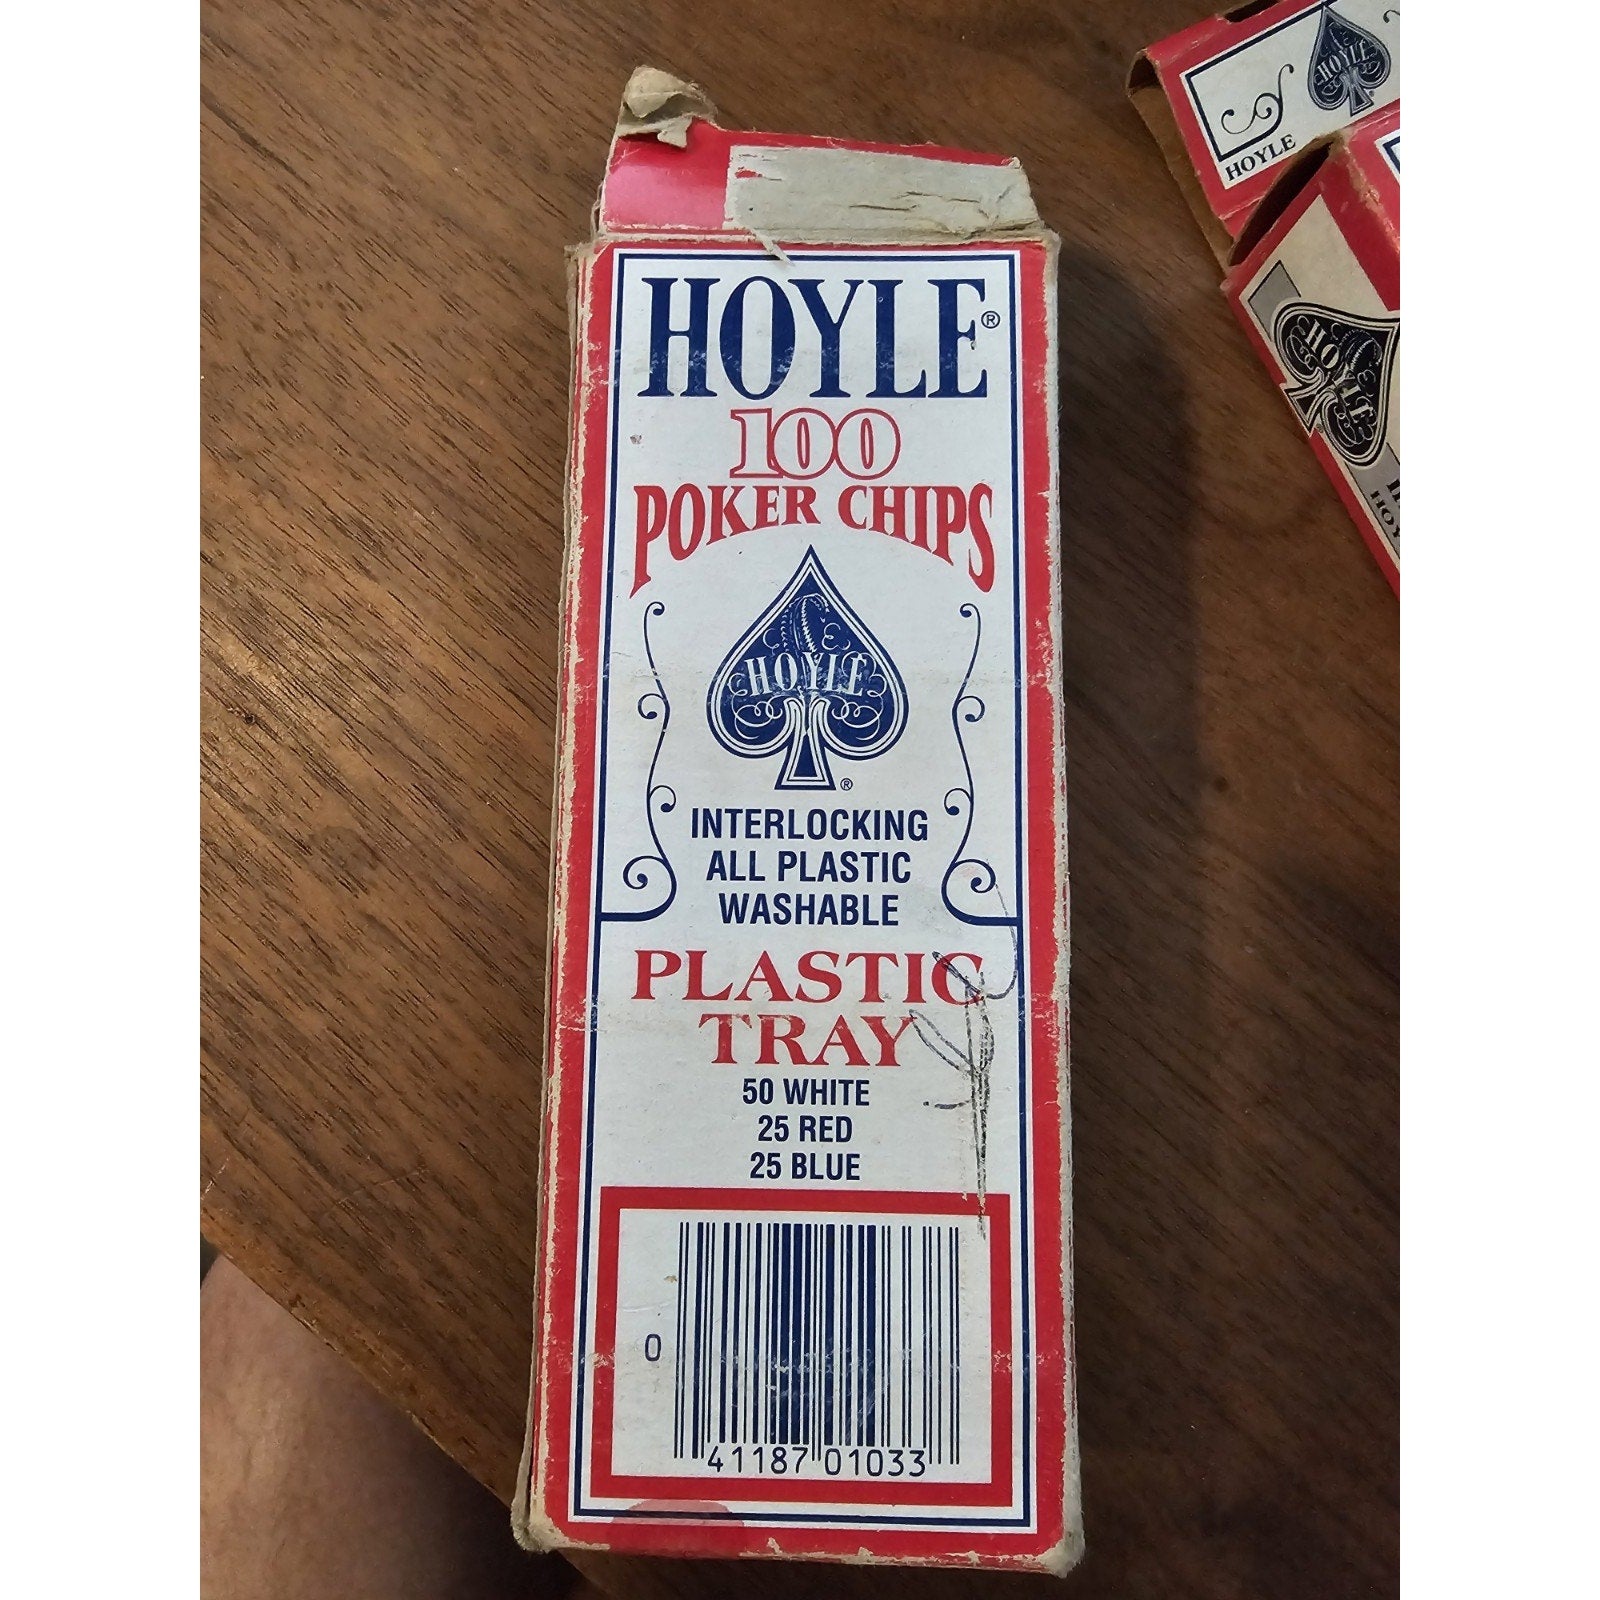 HOYLE®
100
POKER CHIPS
HOYLE
®
INTERLOCKING
ALL PLASTIC
WASHABLE
PLASTIC
TRAY
50 WHITE
25 RED
25 BLUE
0 41187 01033
HOYLE
HOYLE
HOYLE